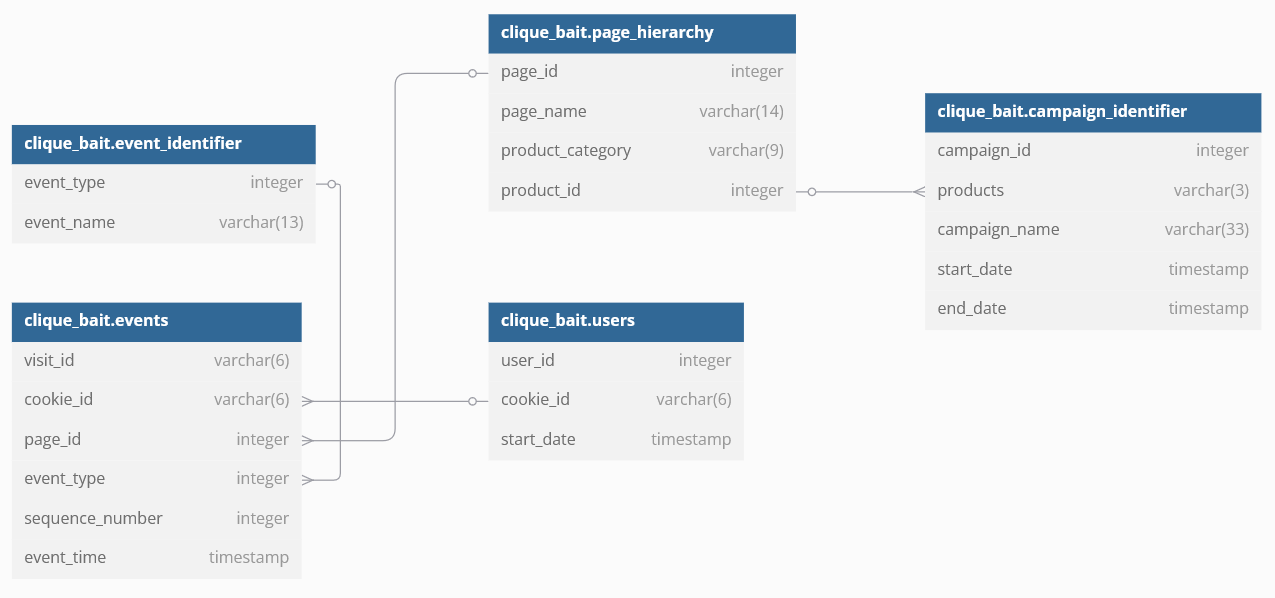 clique_bait.page_hierarchy
page_id integer
page_name varchar(14)
product_category varchar(9)
product_id integer
clique_bait.campaign_identifier
campaign_id integer
products varchar(3)
campaign_name varchar(33)
start_date timestamp
end_date timestamp
clique_bait.event_identifier
event_type integer
event_name varchar(13)
clique_bait.events
visit_id varchar(6)
cookie_id varchar(6)
page_id integer
event_type integer
sequence_number integer
event_time timestamp
clique_bait.users
user_id integer
cookie_id varchar(6)
start_date timestamp